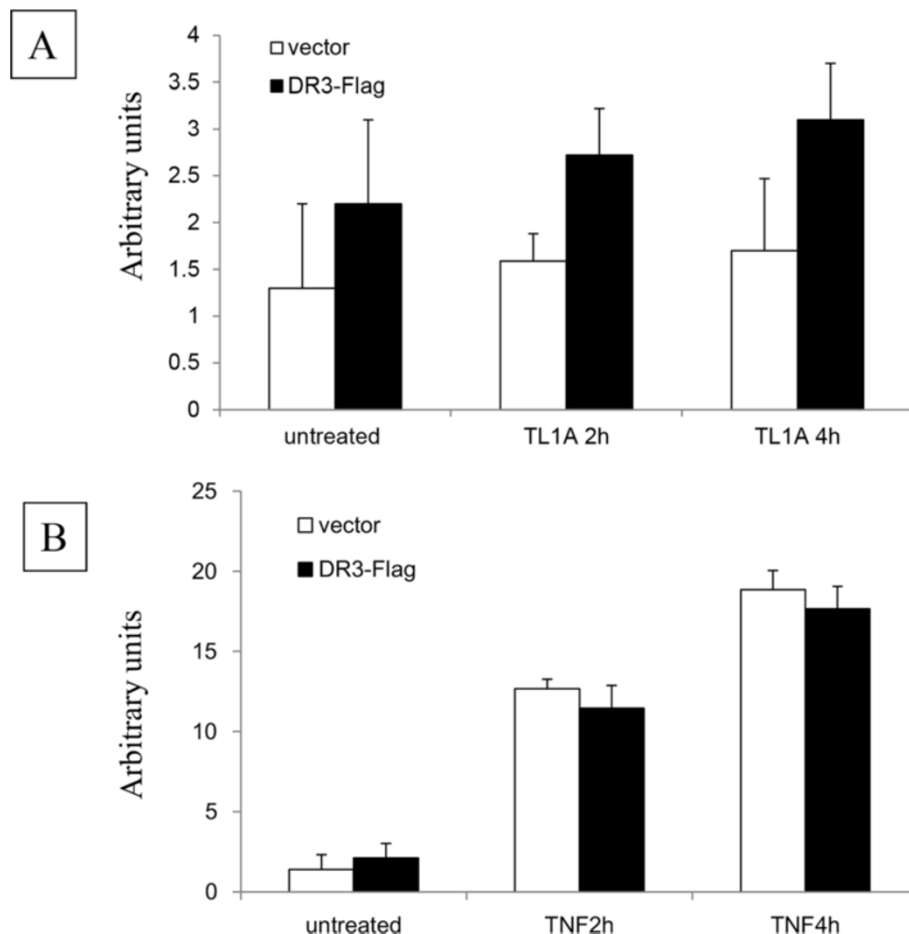 A
4
3.5
3
2.5
2
1.5
1
0.5
0
Arbitrary units
vector
DR3-Flag
untreated TL1A 2h TL1A 4h
B
25
20
15
10
5
0
Arbitrary units
vector
DR3-Flag
untreated TNF2h TNF4h